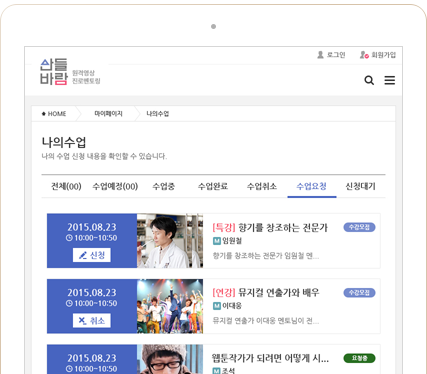 로그인 회원가입
산들
바람
원격영상
진로멘토링
HOME 마이페이지 나의수업
나의수업
나의 수업 신청 내용을 확인할 수 있습니다.
전체(00) 수업예정(00) 수업중 수업완료 수업취소 수업요청 신청대기
2015.08.23
10:00~10:50
신청
[특강] 향기를 창조하는 전문가 수강모집
M 임원철
향기를 창조하는 전문가 임원철 멘...
2015.08.23
10:00~10:50
취소
[연강] 뮤지컬 연출가와 배우 수강모집
M 이대웅
뮤지컬 연출가 이대웅 멘토님이 전...
2015.08.23
10:00~10:50
웹툰작가가 되려면 어떻게 시... 요청중
M 조석